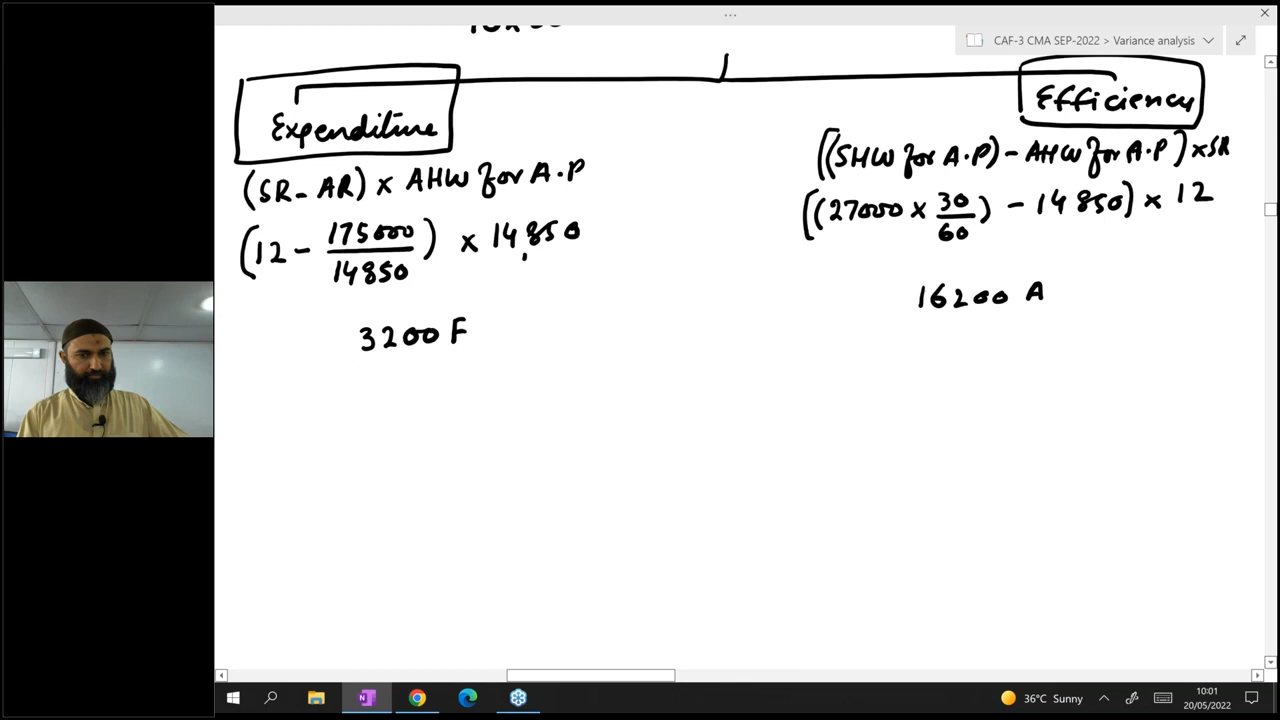 CAF-3 CMA SEP-2022 > Variance analysis
Expenditure
(SR - AR) × AHW for A.P
(12 - 175000/14850) × 14850
3200 F
Efficiency
((SHW for A.P) - AHW for A.P) × SR
((27000 × 30/60) - 14850) × 12
16200 A
36°C Sunny
10:01
20/05/2022